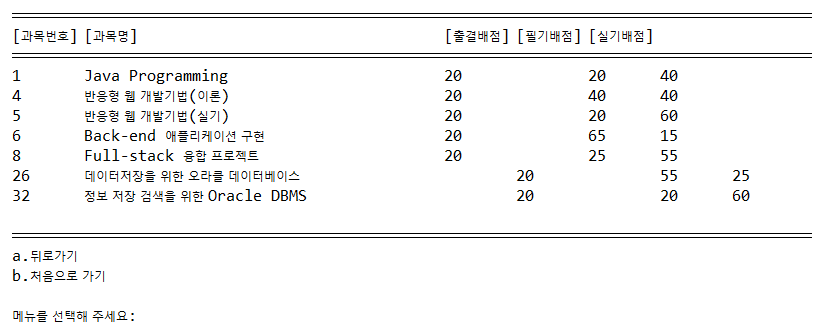 [과목번호] [과목명] [출결배점] [필기배점] [실기배점]
1 Java Programming 20 20 40
4 반응형 웹 개발기법(이론) 20 40 40
5 반응형 웹 개발기법(실기) 20 20 60
6 Back-end 애플리케이션 구현 20 65 15
8 Full-stack 융합 프로젝트 20 25 55
26 데이터저장을 위한 오라클 데이터베이스 20 55 25
32 정보 저장 검색을 위한 Oracle DBMS 20 20 60
a.뒤로가기
b.처음으로 가기
메뉴를 선택해 주세요: